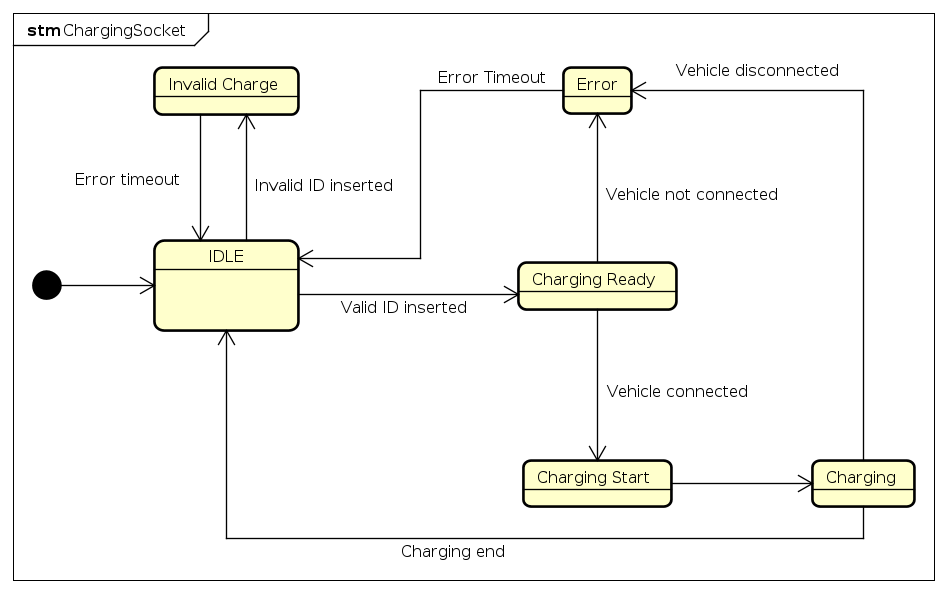 stm ChargingSocket
Invalid Charge
Error Timeout
Error
Vehicle disconnected
Error timeout
Invalid ID inserted
Vehicle not connected
IDLE
Charging Ready
Valid ID inserted
Vehicle connected
Charging Start
Charging
Charging end